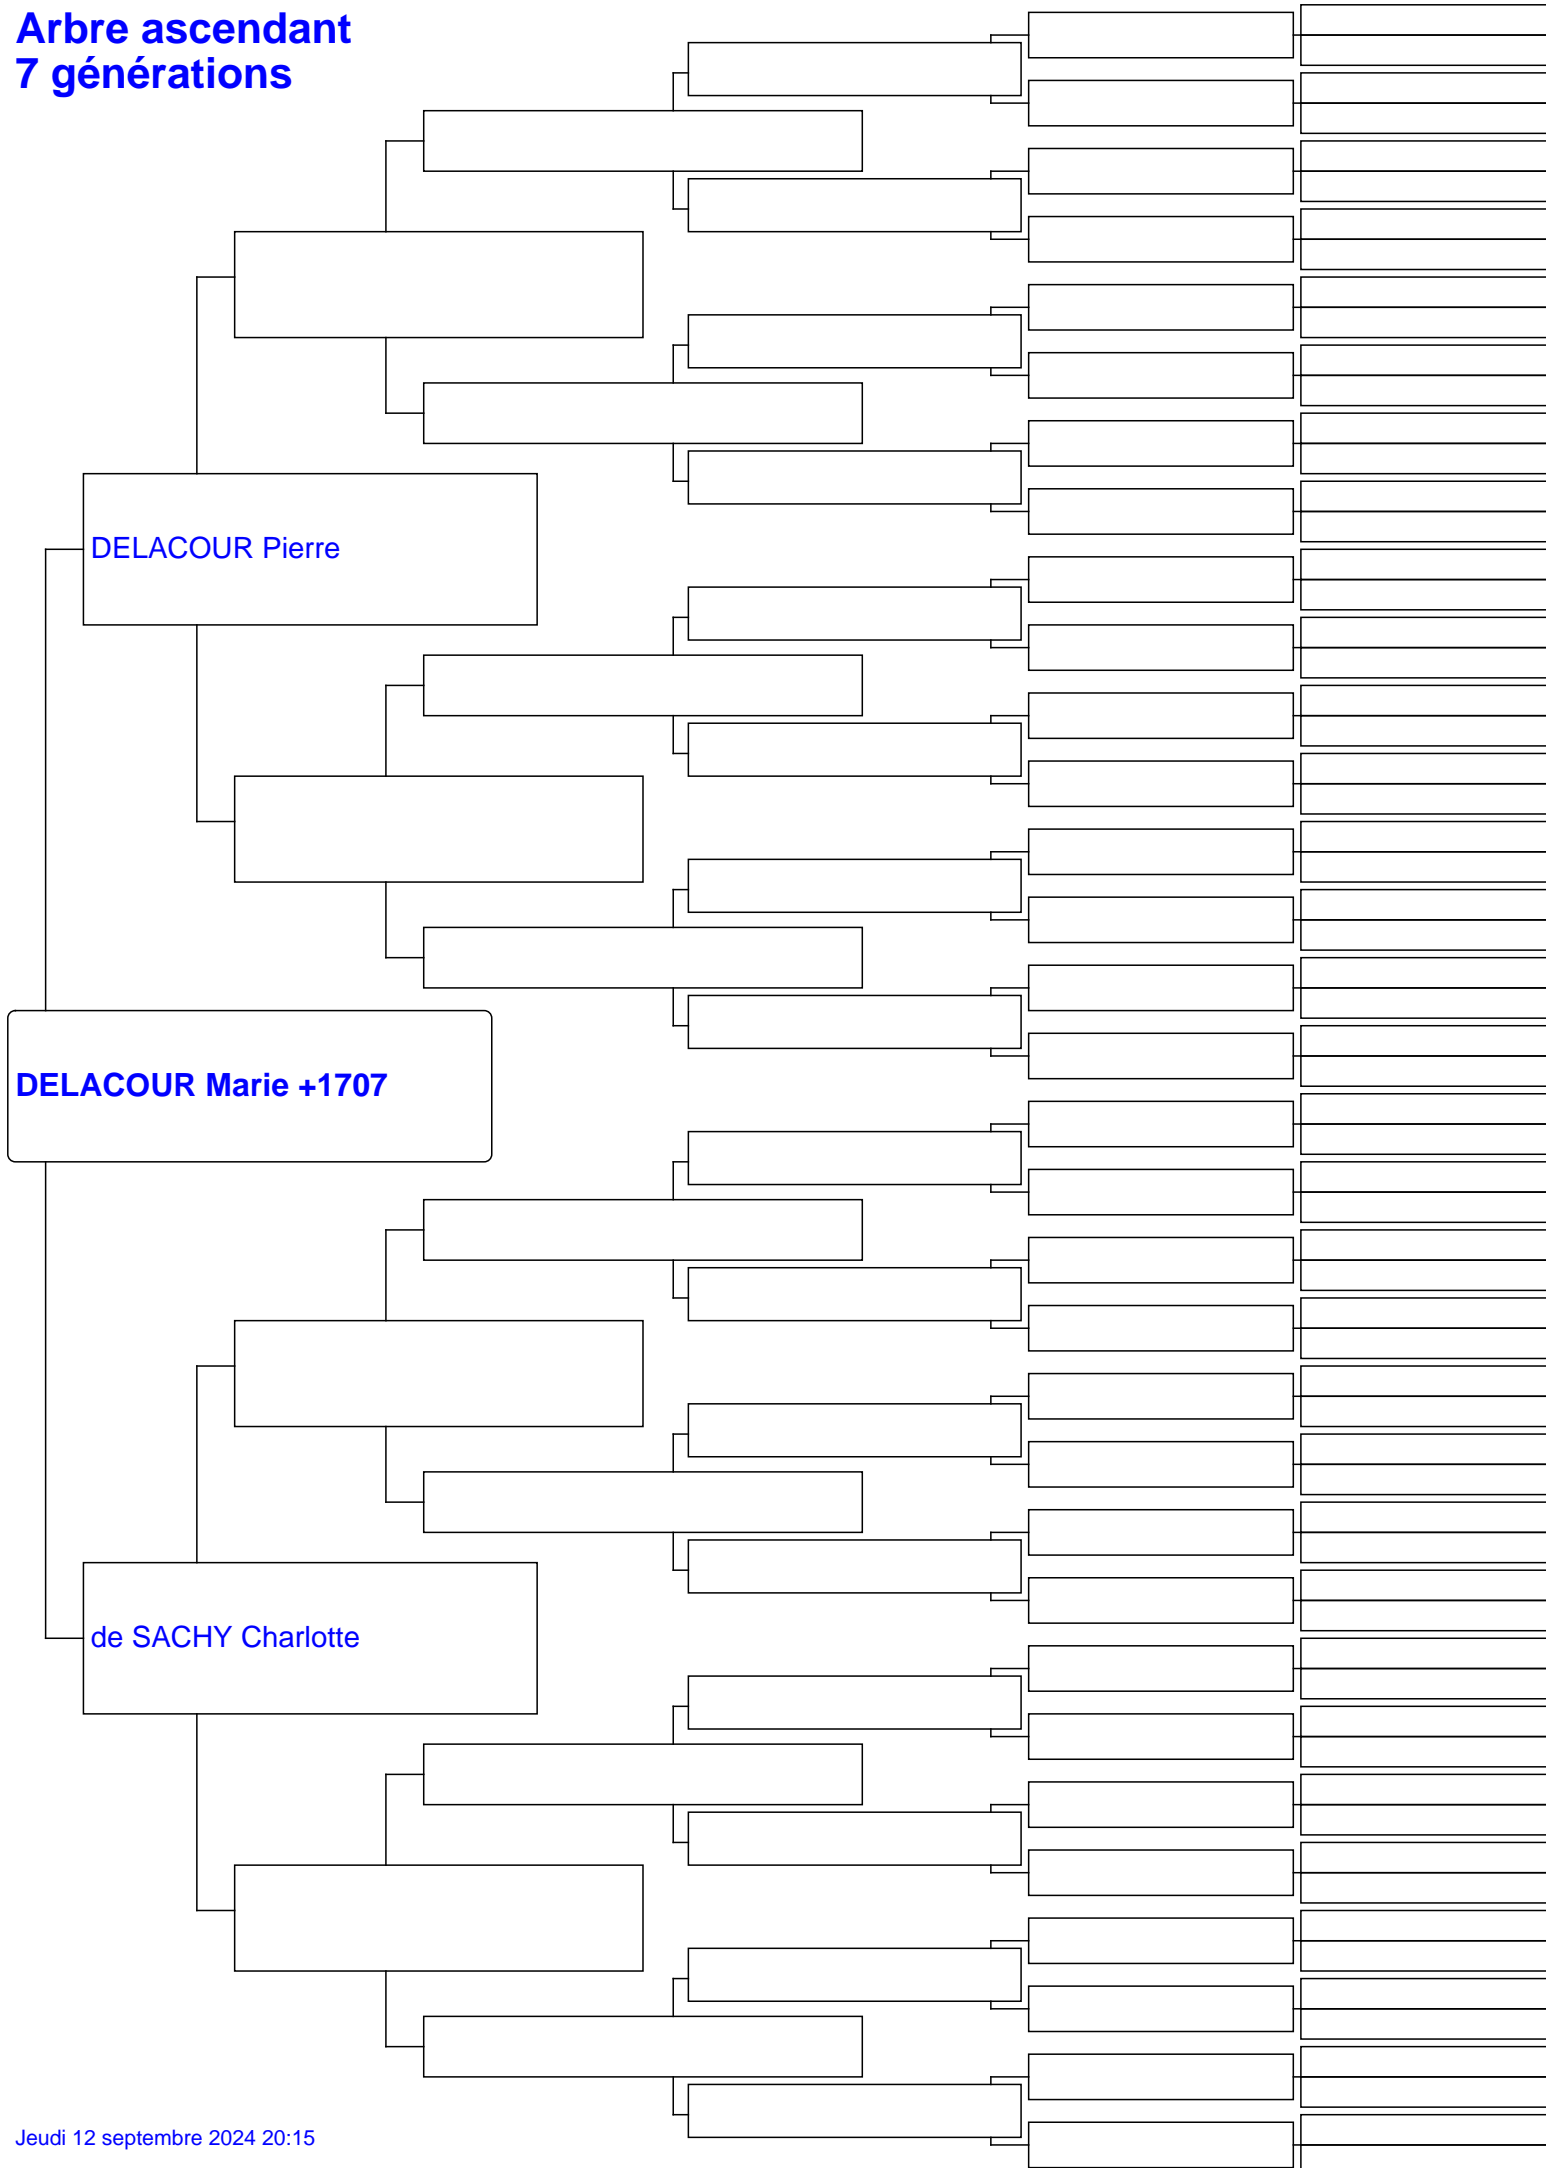 Arbre ascendant
7 générations
DELACOUR Pierre
DELACOUR Marie +1707
de SACHY Charlotte
Jeudi 12 septembre 2024 20:15